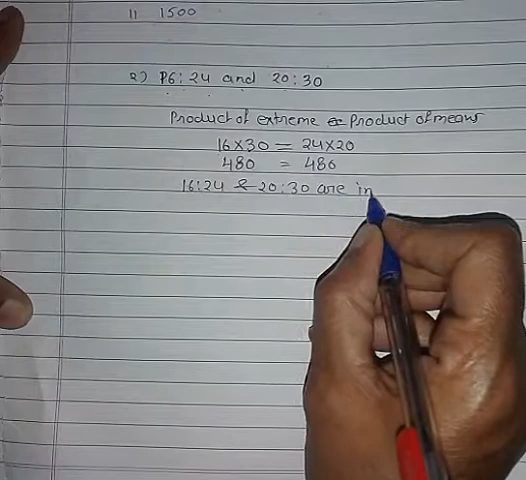 1) 1500
2) 16:24 and 20:30
Product of extreme = Product of means
16×30 = 24×20
480 = 480
16:24 & 20:30 are in